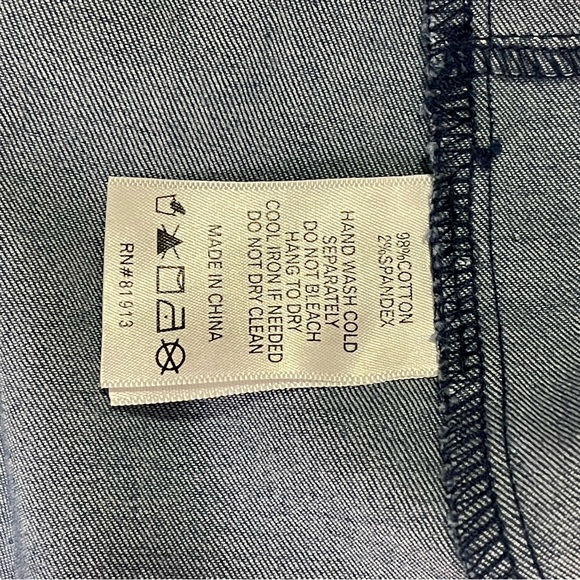 98%COTTON
2%SPANDEX
HAND WASH COLD
SEPARATELY
DO NOT BLEACH
HANG TO DRY
COOL IRON IF NEEDED
DO NOT DRY CLEAN
MADE IN CHINA
RN#81913